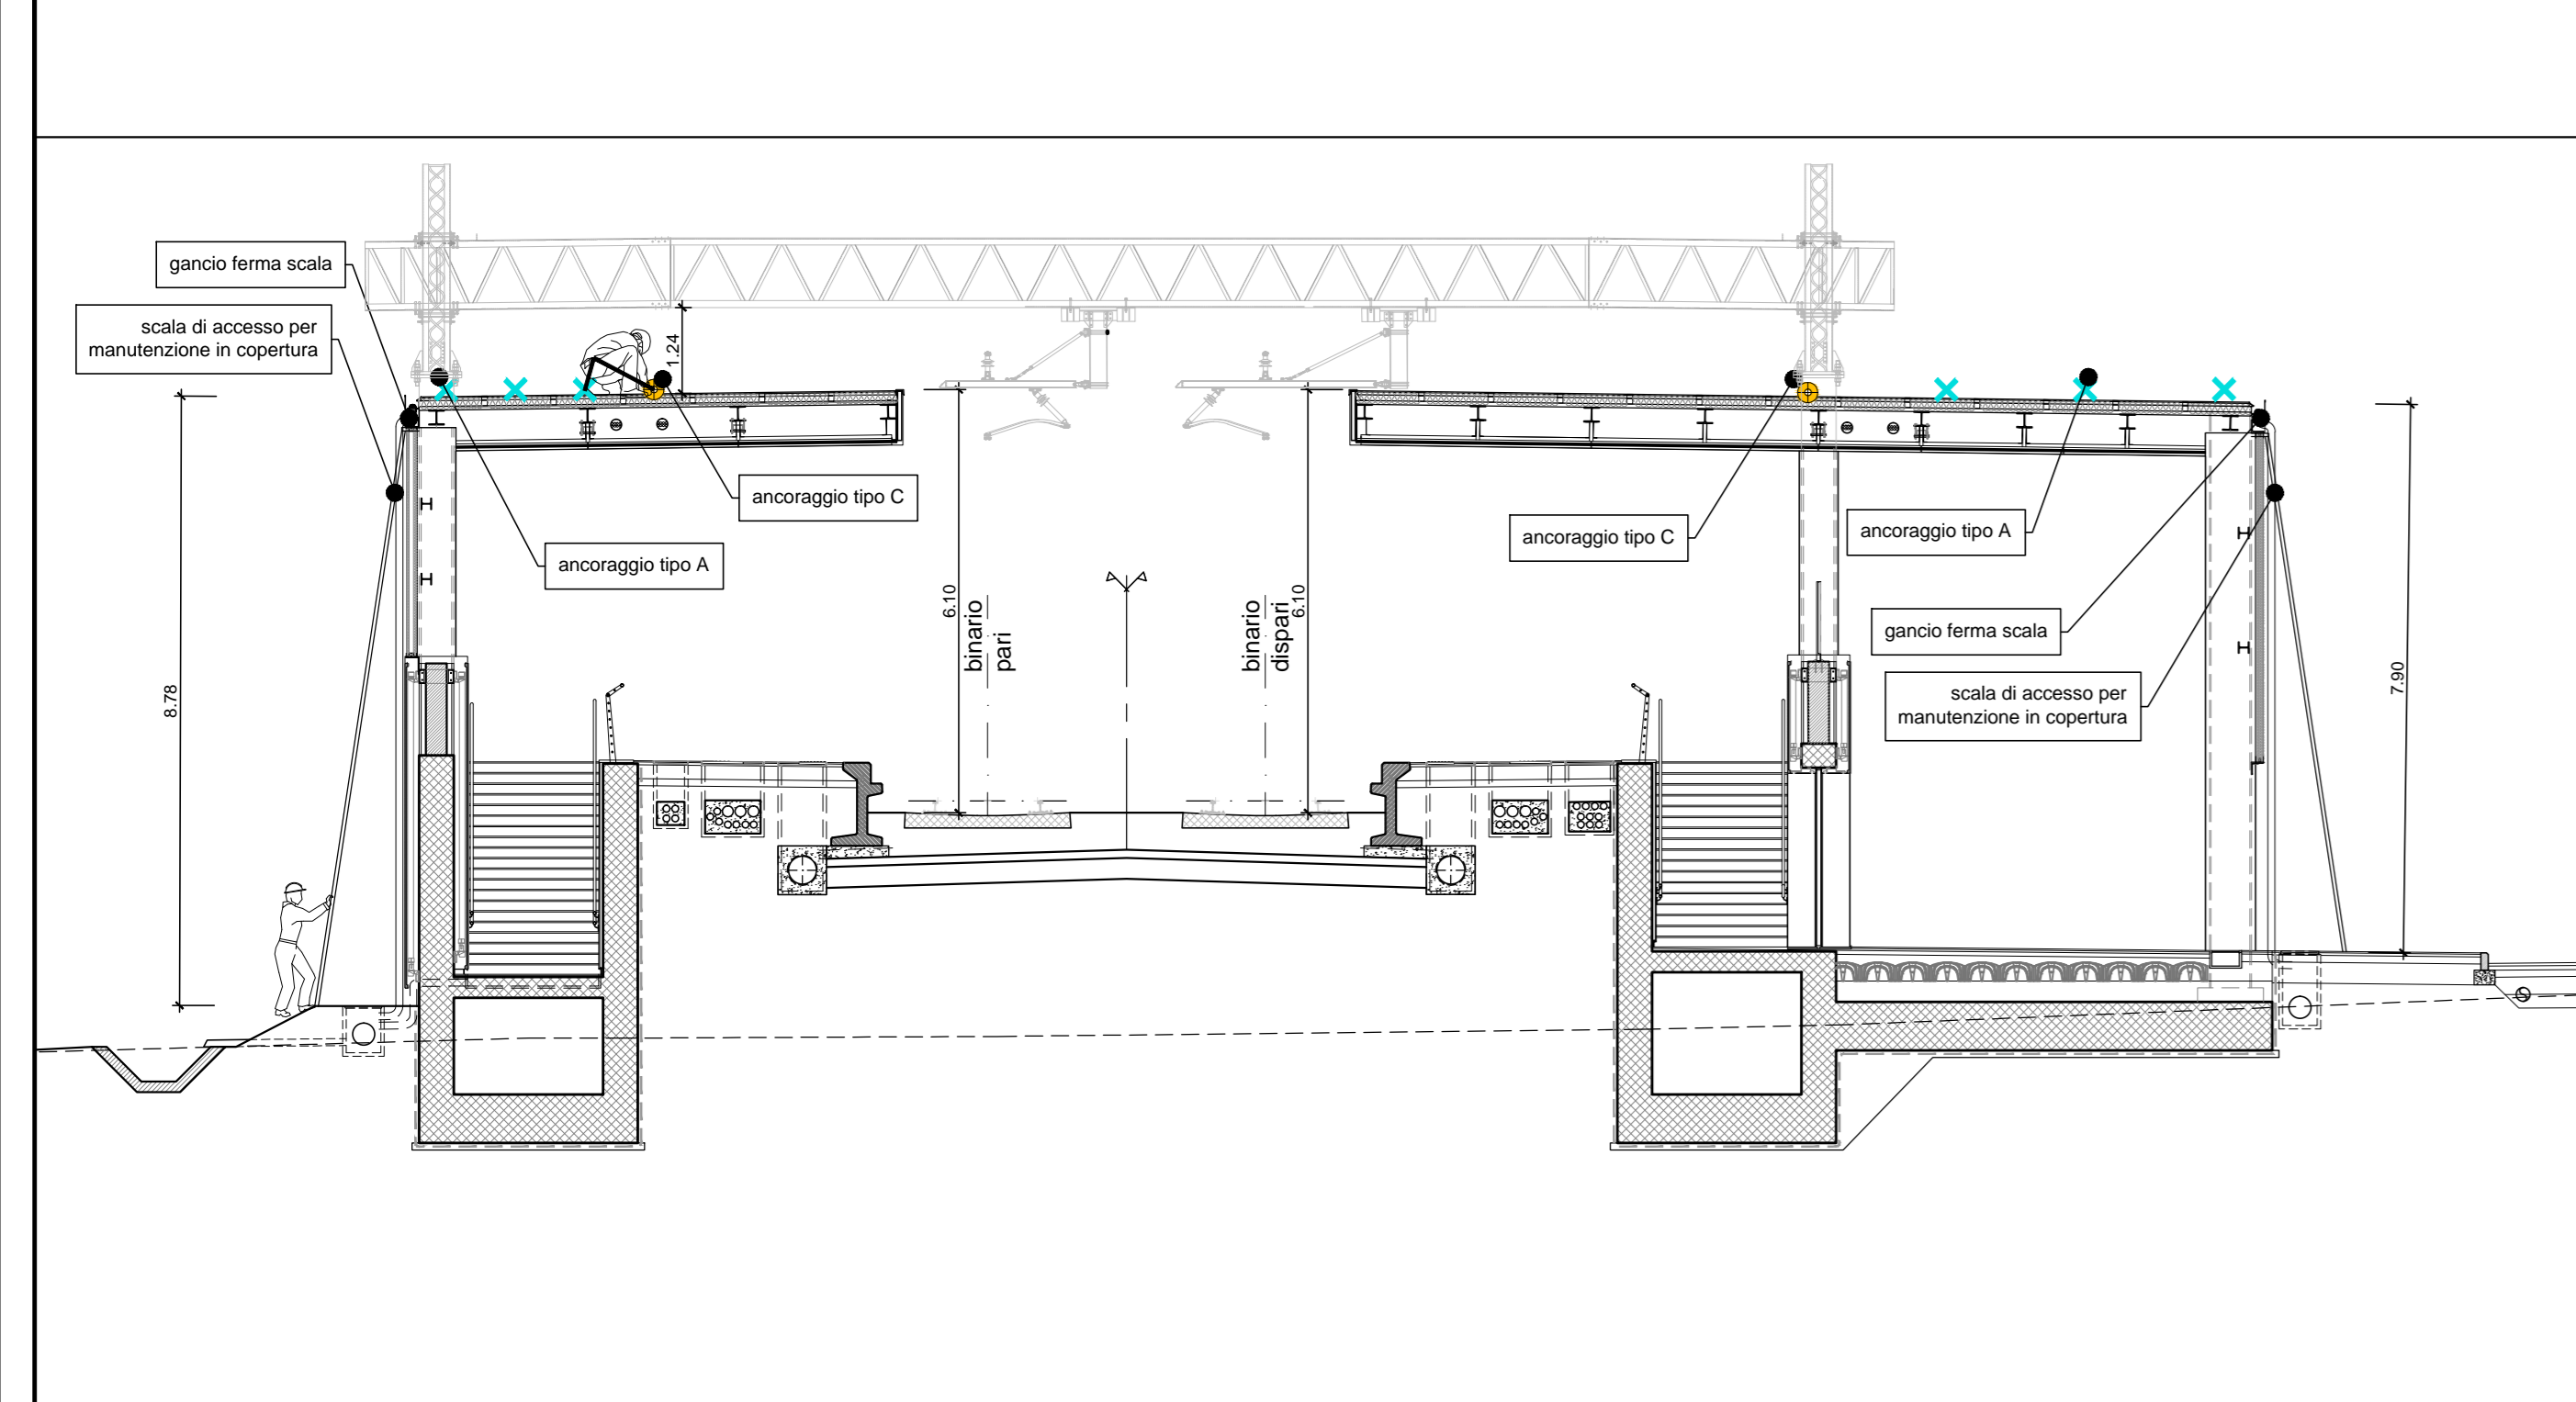 gancio ferma scala
scala di accesso per
manutenzione in copertura
1.24
ancoraggio tipo C
ancoraggio tipo A
8.78
6.10
binario
pari
binario
dispari
6.10
ancoraggio tipo C
ancoraggio tipo A
gancio ferma scala
scala di accesso per
manutenzione in copertura
7.90